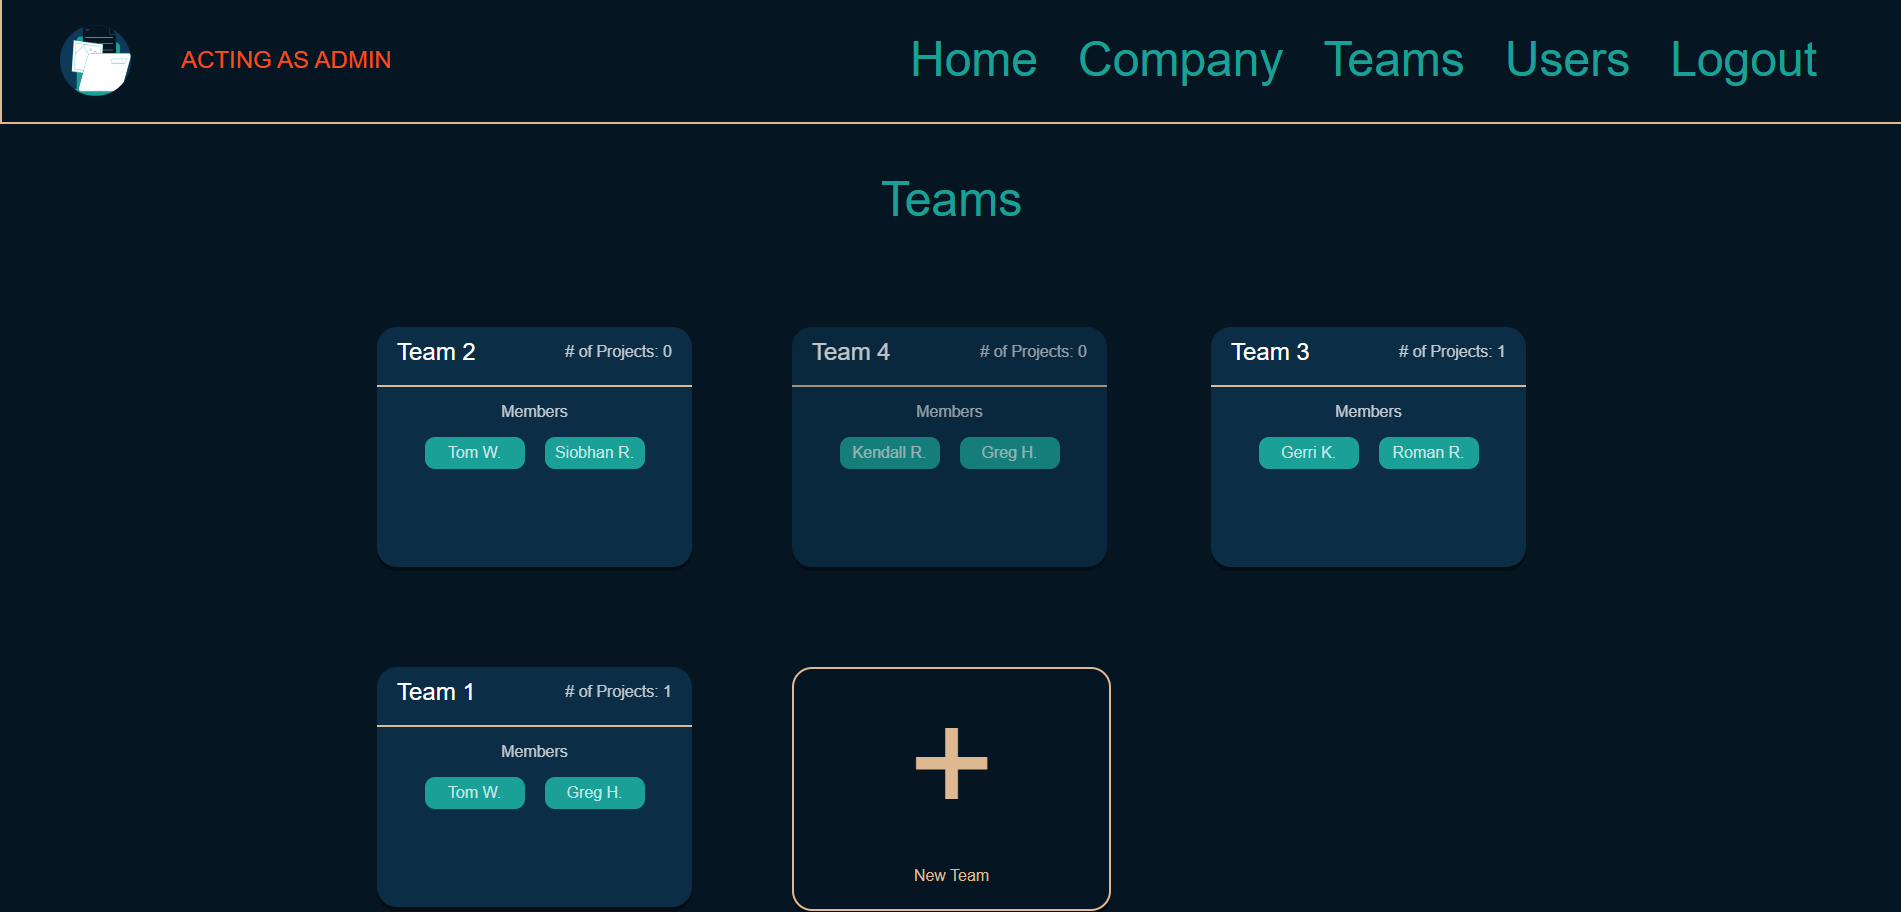 ACTING AS ADMIN
Home Company Teams Users Logout
Teams
Team 2 # of Projects: 0
Members
Tom W. Siobhan R.
Team 4 # of Projects: 0
Members
Kendall R. Greg H.
Team 3 # of Projects: 1
Members
Gerri K. Roman R.
Team 1 # of Projects: 1
Members
Tom W. Greg H.
New Team